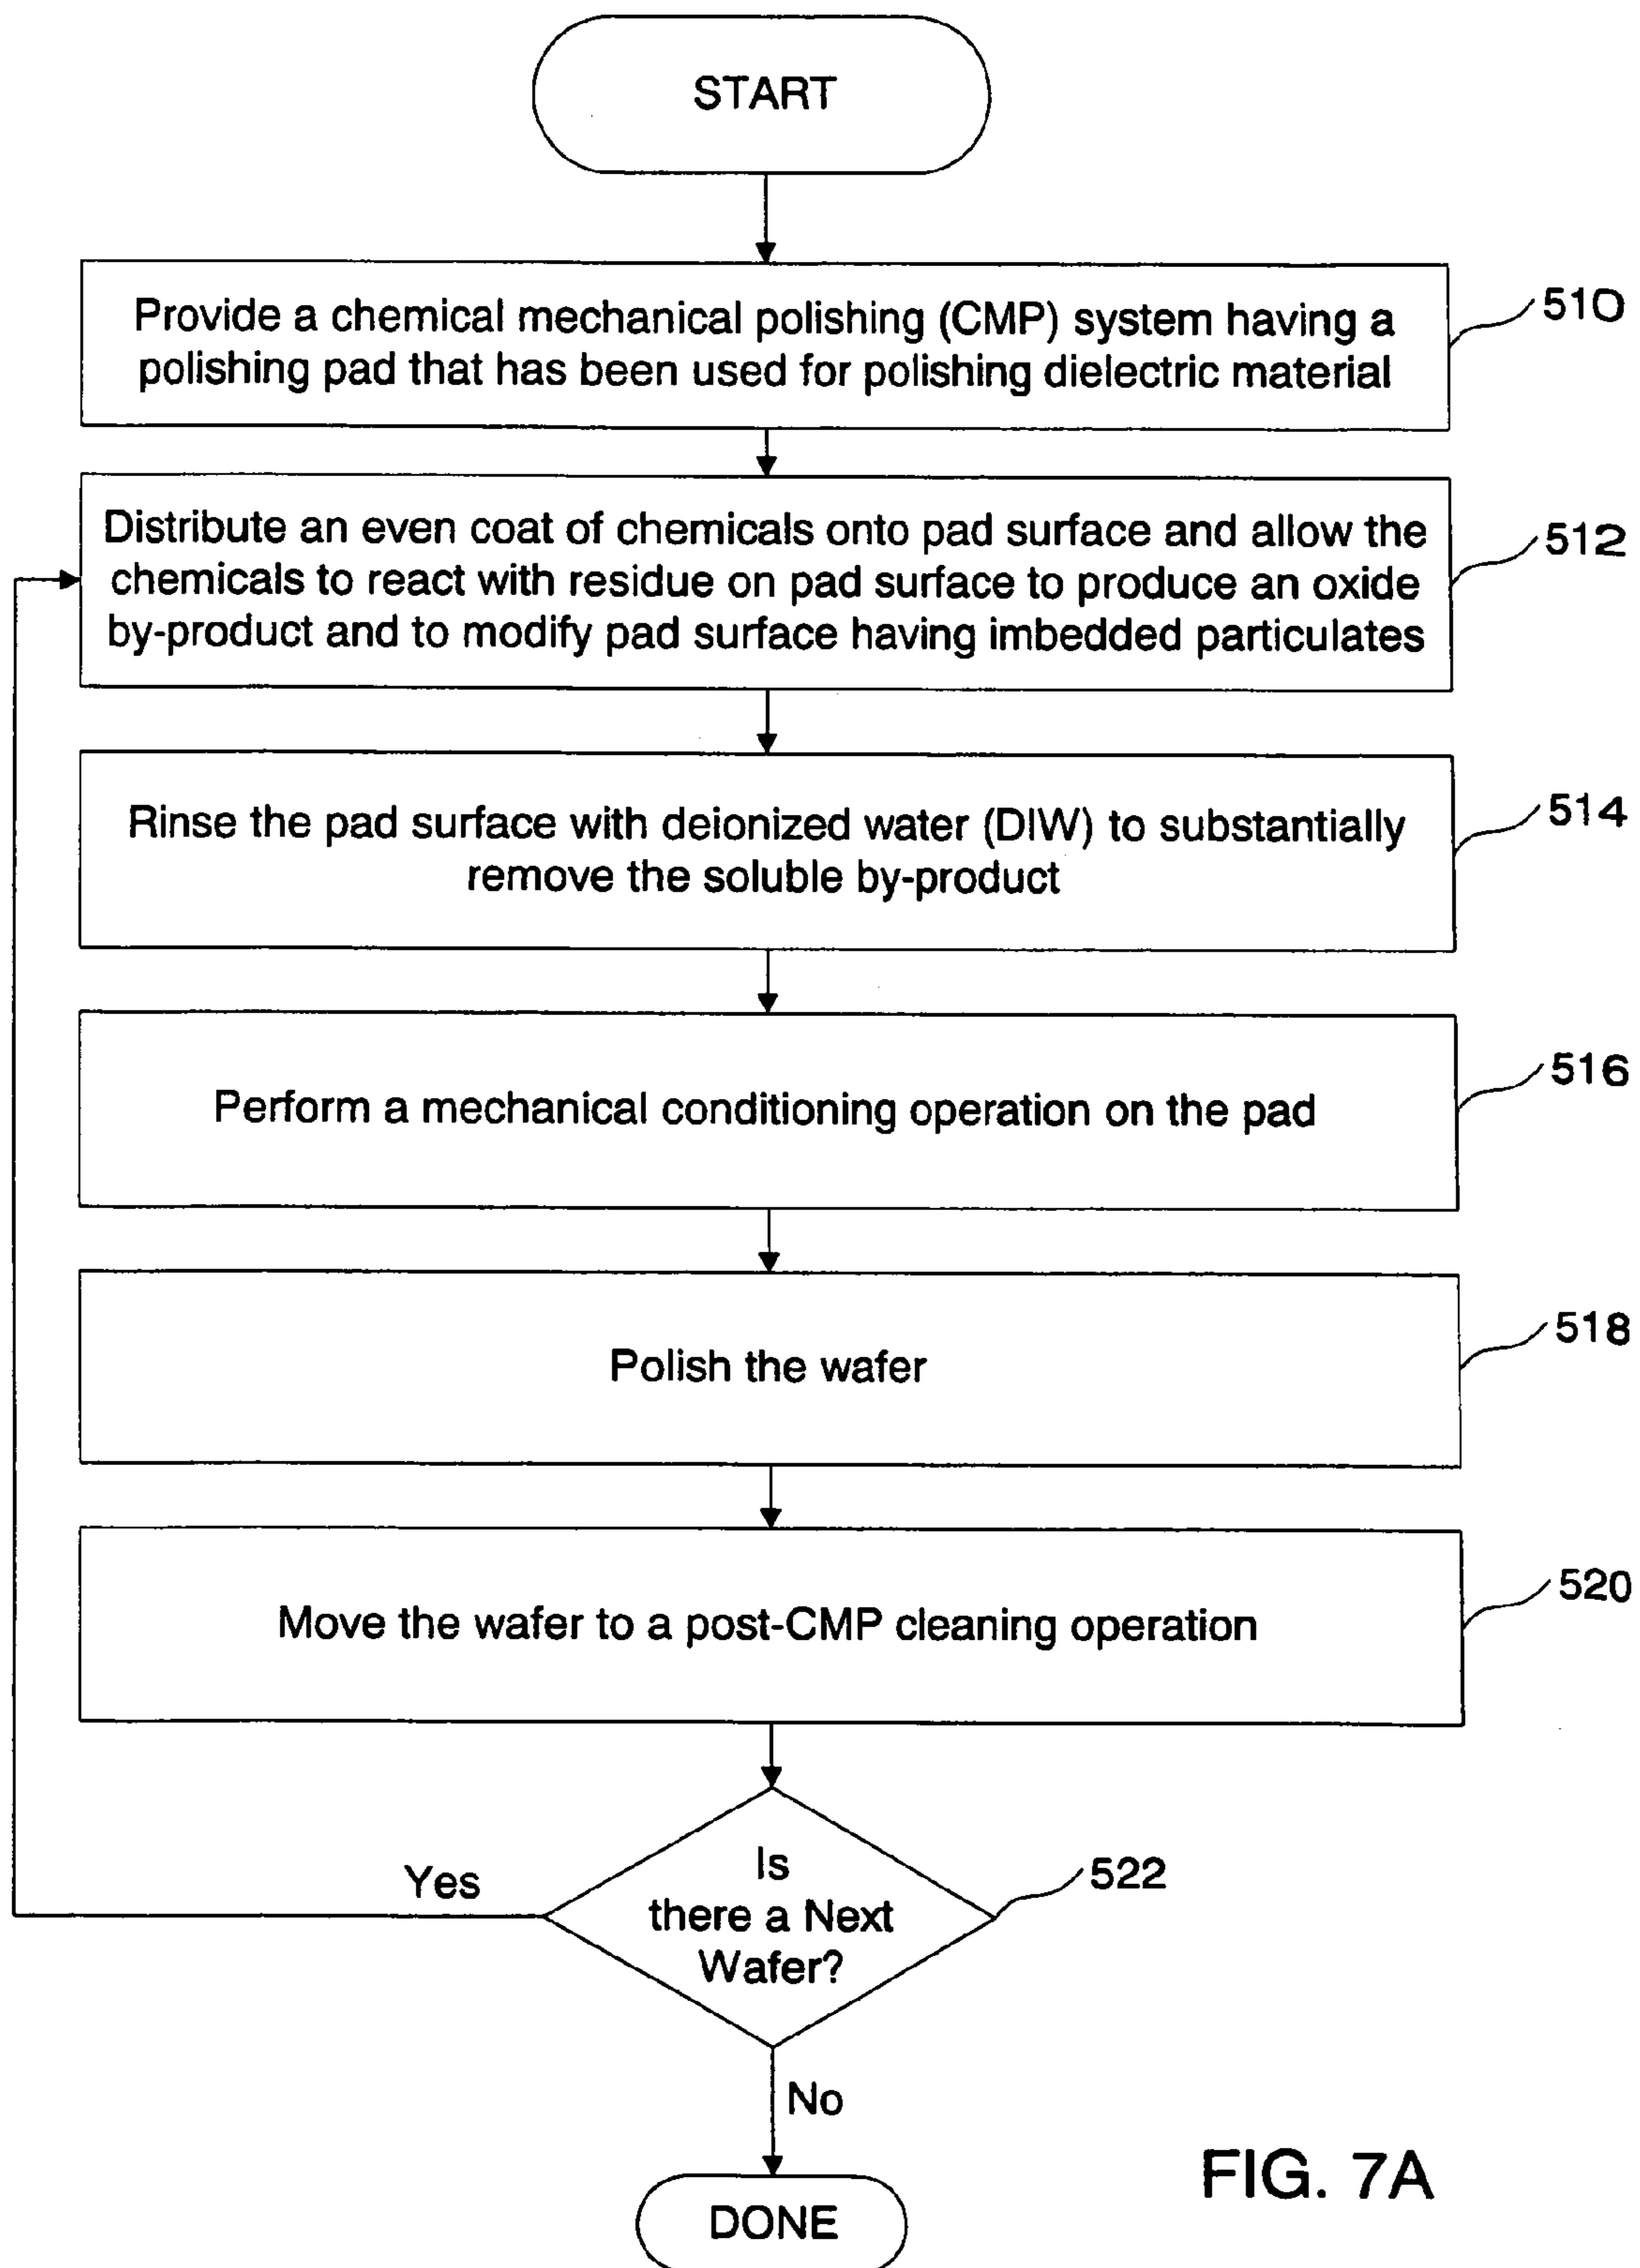 START
Provide a chemical mechanical polishing (CMP) system having a
polishing pad that has been used for polishing dielectric material
510
Distribute an even coat of chemicals onto pad surface and allow the
chemicals to react with residue on pad surface to produce an oxide
by-product and to modify pad surface having imbedded particulates
512
Rinse the pad surface with deionized water (DIW) to substantially
remove the soluble by-product
514
Perform a mechanical conditioning operation on the pad
516
Polish the wafer
518
Move the wafer to a post-CMP cleaning operation
520
Is
there a Next
Wafer?
522
Yes
No
DONE
FIG. 7A